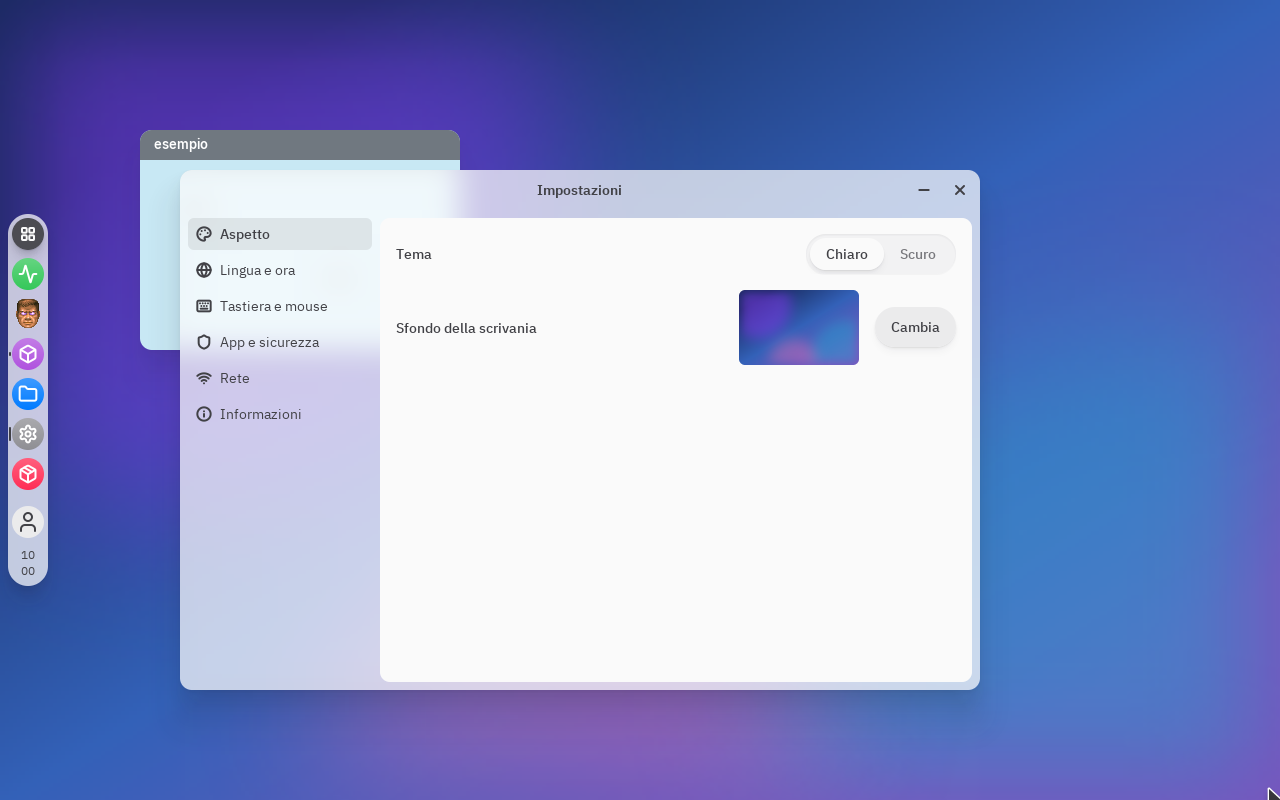 esempio
Impostazioni
Aspetto
Lingua e ora
Tastiera e mouse
App e sicurezza
Rete
Informazioni
Tema
Chiaro
Scuro
Sfondo della scrivania
Cambia
10
00